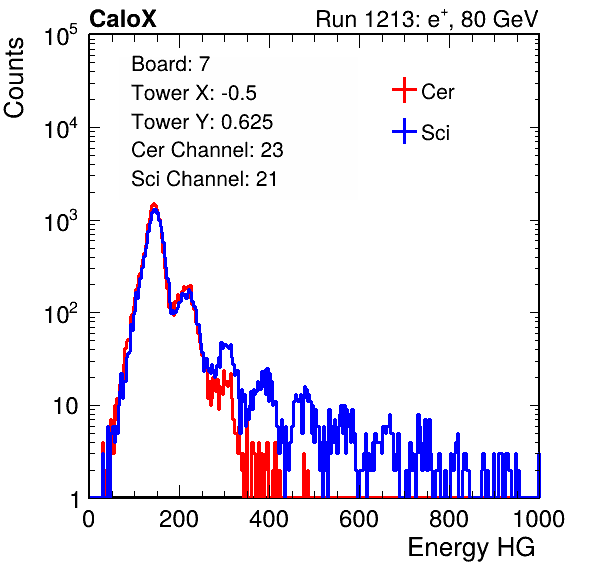 CaloX Run 1213: e⁺, 80 GeV
Counts
Board: 7
Tower X: -0.5
Tower Y: 0.625
Cer Channel: 23
Sci Channel: 21
Cer
Sci
10⁵
10⁴
10³
10²
10
1
0 200 400 600 800 1000
Energy HG